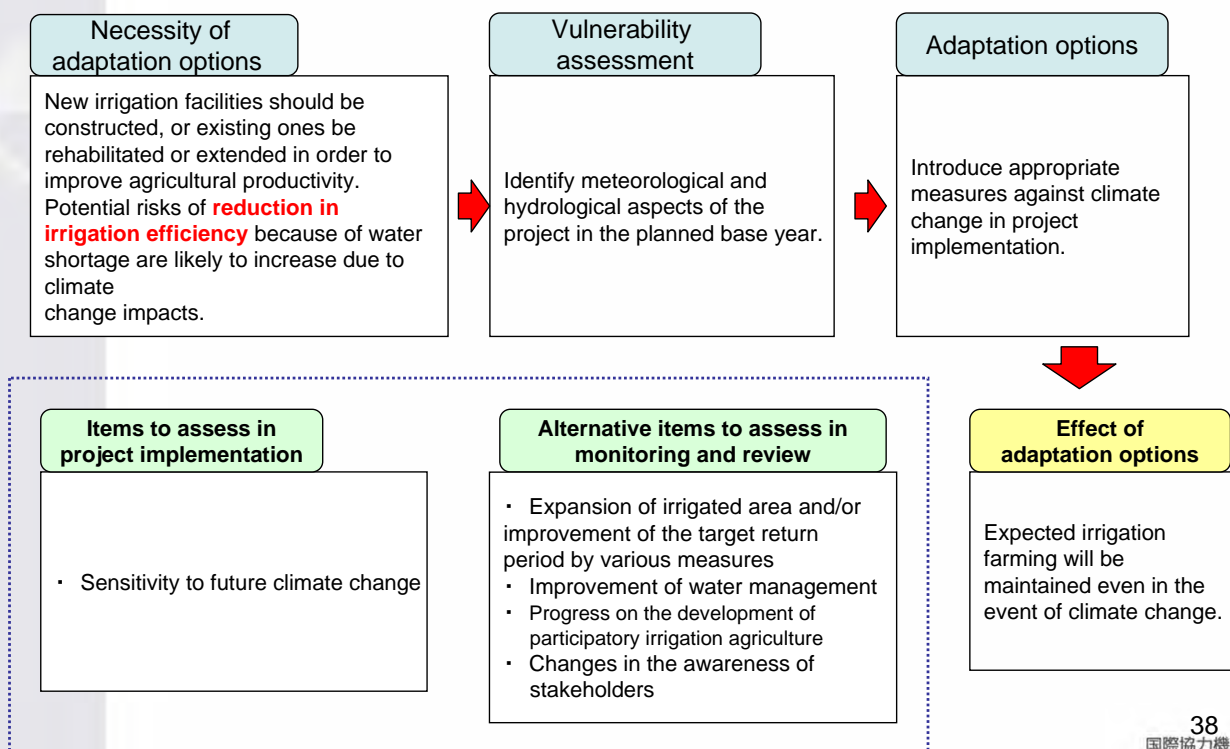 Necessity of
adaptation options
New irrigation facilities should be
constructed, or existing ones be
rehabilitated or extended in order to
improve agricultural productivity.
Potential risks of reduction in
irrigation efficiency because of water
shortage are likely to increase due to
climate
change impacts.
Vulnerability
assessment
Identify meteorological and
hydrological aspects of the
project in the planned base year.
Adaptation options
Introduce appropriate
measures against climate
change in project
implementation.
Items to assess in
project implementation
・ Sensitivity to future climate change
Alternative items to assess in
monitoring and review
・ Expansion of irrigated area and/or
improvement of the target return
period by various measures
・ Improvement of water management
・ Progress on the development of
participatory irrigation agriculture
・ Changes in the awareness of
stakeholders
Effect of
adaptation options
Expected irrigation
farming will be
maintained even in the
event of climate change.
38
国際協力機